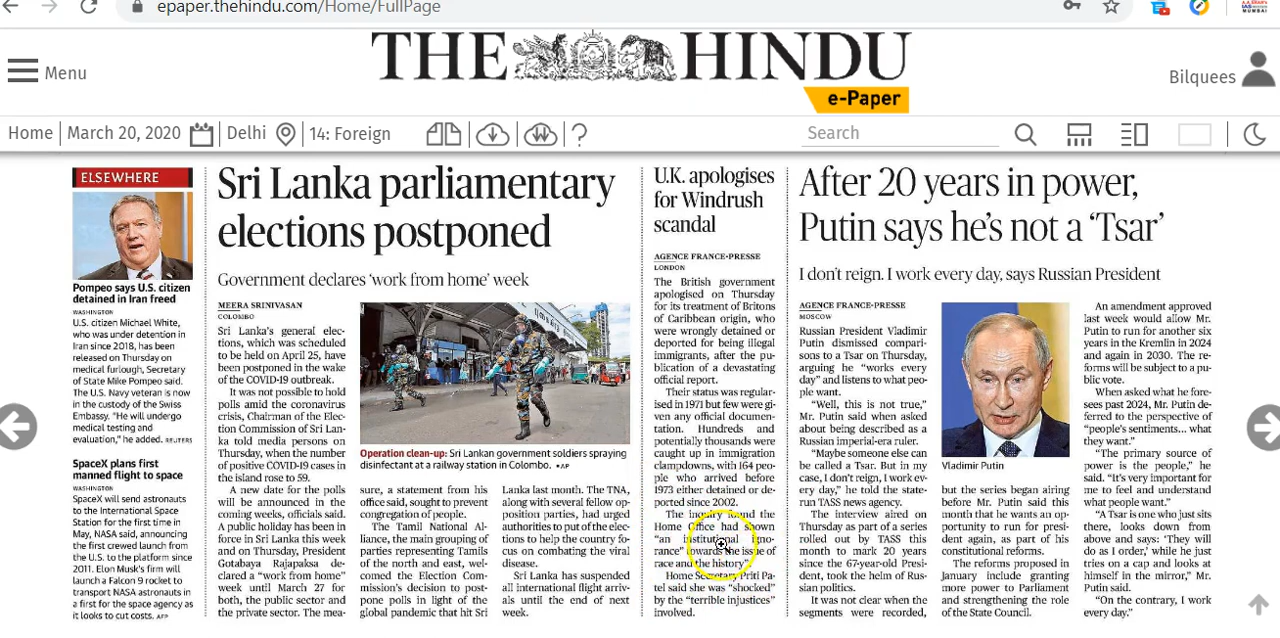 epaper.thehindu.com/Home/FullPage
THE HINDU
e-Paper
Menu
Bilquees
Home
March 20, 2020
Delhi
14: Foreign
?
Search
ELSEWHERE
Pompeo says U.S. citizen
detained in Iran freed
WASHINGTON
U.S. citizen Michael White,
who was under detention in
Iran since 2018, has been
released on Thursday on
medical furlough, Secretary
of State Mike Pompeo said.
The U.S. Navy veteran is now
in the custody of the Swiss
Embassy. “He will undergo
medical testing and
evaluation,” he added. REUTERS
SpaceX plans first
manned flight to space
WASHINGTON
SpaceX will send astronauts
to the International Space
Station for the first time in
May, NASA said, announcing
the first crewed launch from
the U.S. to the platform since
2011. Elon Musk’s firm will
launch a Falcon 9 rocket to
transport NASA astronauts in
a first for the space agency as
it looks to cut costs. AFP
Sri Lanka parliamentary
elections postponed
Government declares ‘work from home’ week
MEERA SRINIVASAN
COLOMBO
Sri Lanka’s general elec-
tions, which was scheduled
to be held on April 25, have
been postponed in the wake
of the COVID-19 outbreak.
It was not possible to hold
polls amid the coronavirus
crisis, Chairman of the Elec-
tion Commission of Sri Lan-
ka told media persons on
Thursday, when the number
of positive COVID-19 cases in
the island rose to 59.
A new date for the polls
will be announced in the
coming weeks, officials said.
A public holiday has been in
force in Sri Lanka this week
and on Thursday, President
Gotabaya Rajapaksa de-
clared a “work from home”
week until March 27 for
both, the public sector and
the private sector. The mea-
Operation clean-up: Sri Lankan government soldiers spraying
disinfectant at a railway station in Colombo. •AP
sure, a statement from his
office said, sought to prevent
congregation of people.
The Tamil National Al-
liance, the main grouping of
parties representing Tamils
of the north and east, wel-
comed the Election Com-
mission’s decision to post-
pone polls in light of the
global pandemic that hit Sri
Lanka last month. The TNA,
along with several fellow op-
position parties, had urged
authorities to put of the elec-
tions to help the country fo-
cus on combating the viral
disease.
Sri Lanka has suspended
all international flight arriv-
als until the end of next
week.
U.K. apologises
for Windrush
scandal
AGENCE FRANCE-PRESSE
LONDON
The British government
apologised on Thursday
for its treatment of Britons
of Caribbean origin, who
were wrongly detained or
deported for being illegal
immigrants, after the pu-
blication of a devastating
official report.
Their status was regular-
ised in 1971 but few were gi-
ven any official documen-
tation. Hundreds and
potentially thousands were
caught up in immigration
clampdowns, with 164 peo-
ple who arrived before
1973 either detained or de-
ported since 2002.
The inquiry found the
Home Office had shown
“an institutional igno-
rance” towards the issue of
race and the history”.
Home Secretary Priti Pa-
tel said she was “shocked”
by the “terrible injustices”
involved.
After 20 years in power,
Putin says he’s not a ‘Tsar’
I don’t reign. I work every day, says Russian President
AGENCE FRANCE-PRESSE
MOSCOW
Russian President Vladimir
Putin dismissed compari-
sons to a Tsar on Thursday,
arguing he “works every
day” and listens to what peo-
ple want.
“Well, this is not true,”
Mr. Putin said when asked
about being described as a
Russian imperial-era ruler.
“Maybe someone else can
be called a Tsar. But in my
case, I don’t reign, I work ev-
ery day,” he told the state-
run TASS news agency.
The interview aired on
Thursday as part of a series
rolled out by TASS this
month to mark 20 years
since the 67-year-old Presi-
dent, took the helm of Rus-
sian politics.
It was not clear when the
segments were recorded,
Vladimir Putin
but the series began airing
before Mr. Putin said this
month that he wants an op-
portunity to run for presi-
dent again, as part of his
constitutional reforms.
The reforms proposed in
January include granting
more power to Parliament
and strengthening the role
of the State Council.
An amendment approved
last week would allow Mr.
Putin to run for another six
years in the Kremlin in 2024
and again in 2030. The re-
forms will be subject to a pu-
blic vote.
When asked what he fore-
sees past 2024, Mr. Putin de-
ferred to the perspective of
“people’s sentiments... what
they want.”
“The primary source of
power is the people,” he
said. “It’s very important for
me to feel and understand
what people want.”
“A Tsar is one who just sits
there, looks down from
above and says: ‘They will
do as I order,’ while he just
tries on a cap and looks at
himself in the mirror,” Mr.
Putin said.
“On the contrary, I work
every day.”